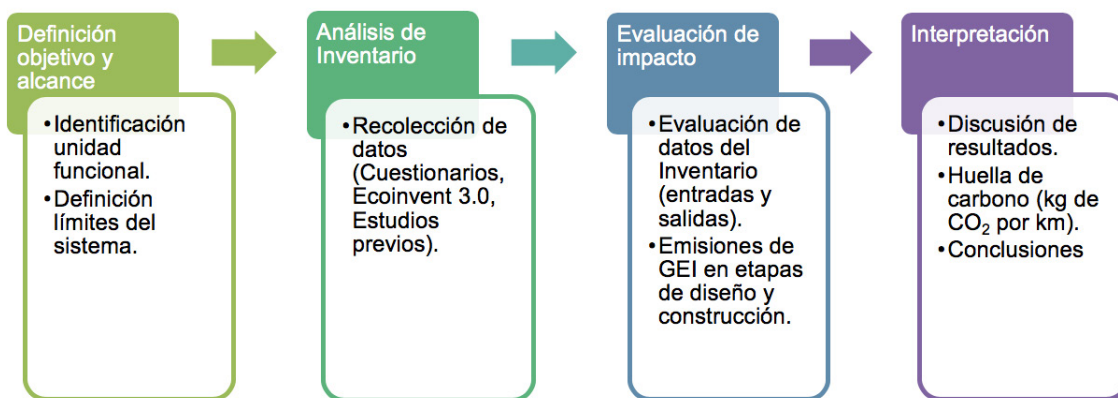 Definición
objetivo y
alcance
•Identificación
unidad
funcional.
•Definición
límites del
sistema.
Análisis de
Inventario
•Recolección de
datos
(Cuestionarios,
Ecoinvent 3.0,
Estudios
previos).
Evaluación de
impacto
•Evaluación de
datos del
Inventario
(entradas y
salidas).
•Emisiones de
GEI en etapas
de diseño y
construcción.
Interpretación
•Discusión de
resultados.
•Huella de
carbono (kg de
CO₂ por km).
•Conclusiones